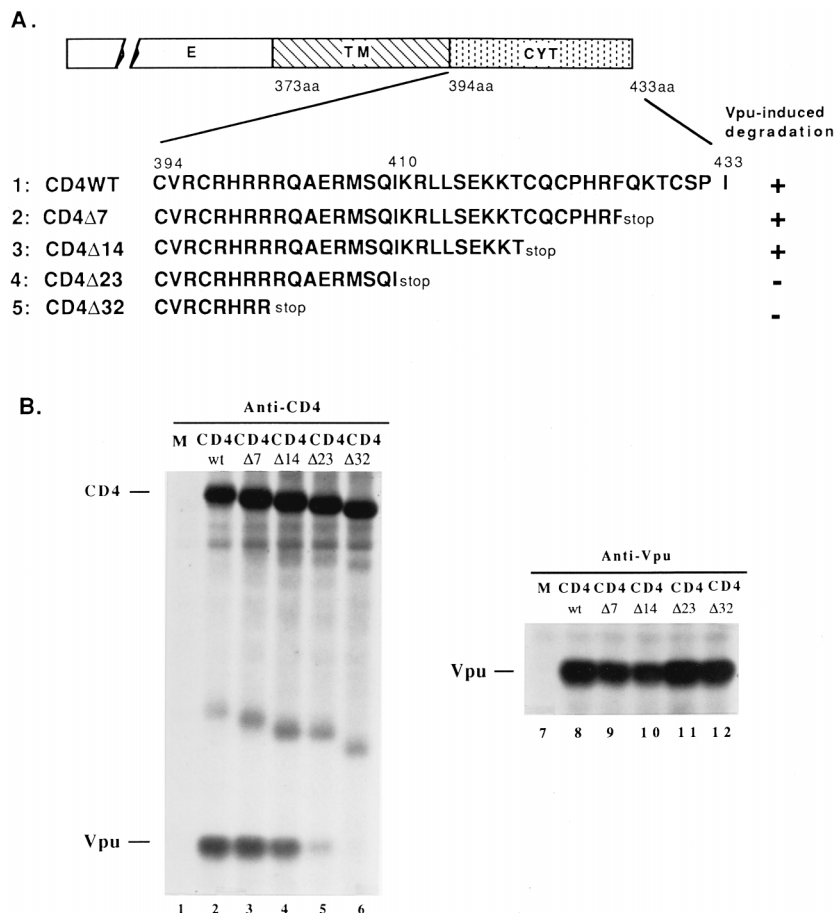 A.
E TM CYT
373aa 394aa 433aa
Vpu-induced
degradation
394 410 433
1: CD4WT CVRCRHRRRQAERMSQIKRLLSEKKTCQCPHRFQKTCSP I +
2: CD4Δ7 CVRCRHRRRQAERMSQIKRLLSEKKTCQCPHRFstop +
3: CD4Δ14 CVRCRHRRRQAERMSQIKRLLSEKKTstop +
4: CD4Δ23 CVRCRHRRRQAERMSQIstop -
5: CD4Δ32 CVRCRHRR stop -
B.
Anti-CD4
M CD4 CD4 CD4 CD4 CD4
wt Δ7 Δ14 Δ23 Δ32
CD4
Vpu
1 2 3 4 5 6
Anti-Vpu
M CD4 CD4 CD4 CD4 CD4
wt Δ7 Δ14 Δ23 Δ32
Vpu
7 8 9 10 11 12